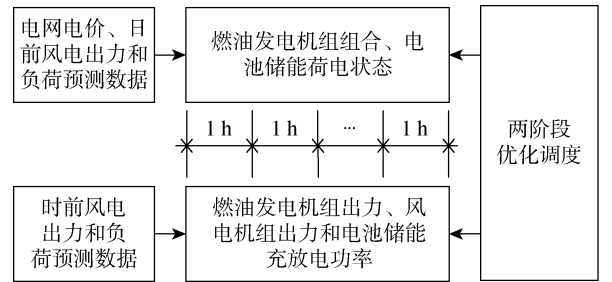 电网电价、日
前风电出力和
负荷预测数据
燃油发电机组组合、电
池储能荷电状态
1 h
1 h
...
1 h
两阶段
优化调度
时前风电
出力和负
荷预测数据
燃油发电机组出力、风
电机组出力和电池储能
充放电功率